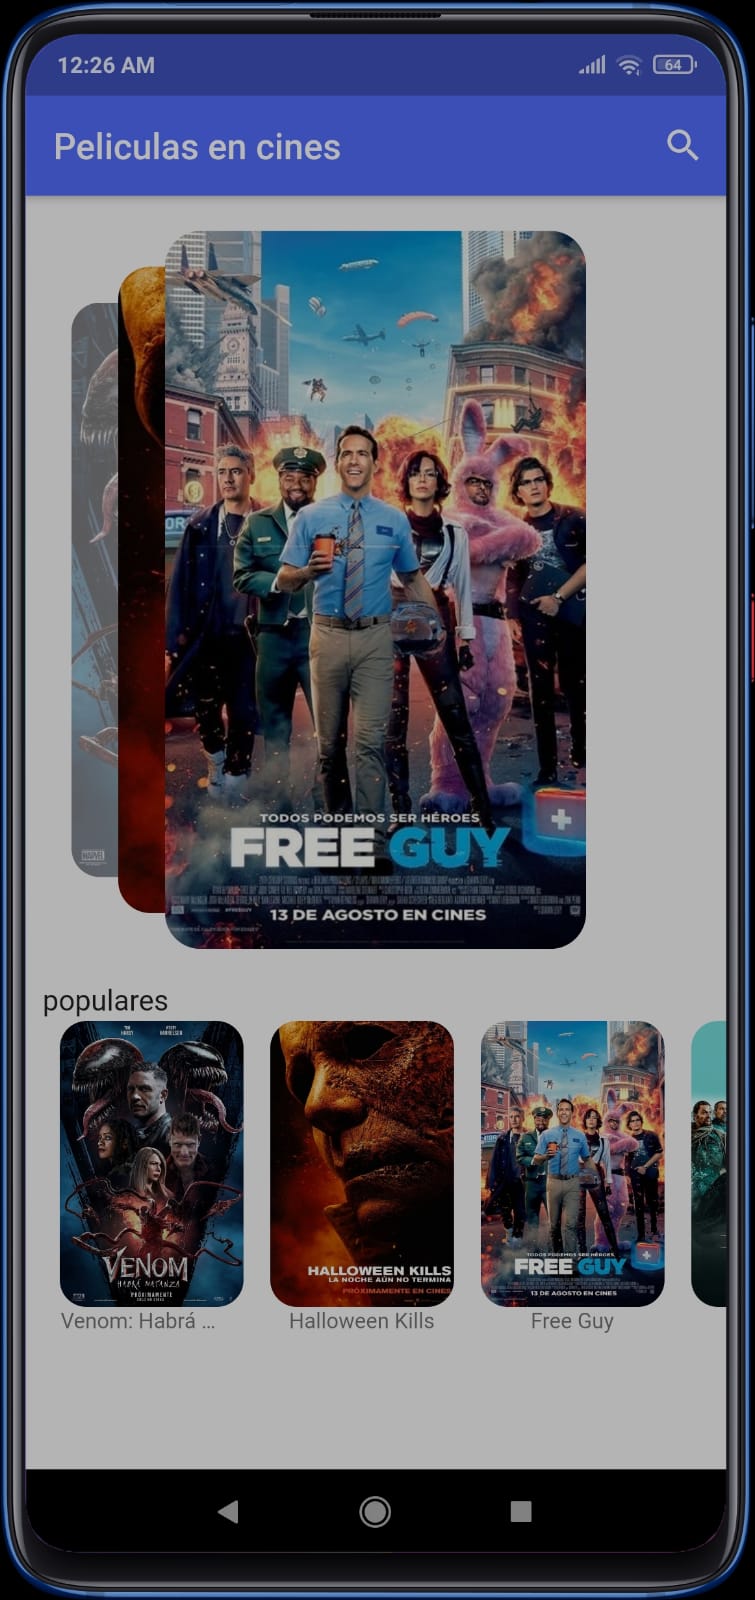 12:26 AM
64
Peliculas en cines
MARVEL
TODOS PODEMOS SER HÉROES
FREE GUY
13 DE AGOSTO EN CINES
populares
VENOM
HABRÁ MATANZA
PRÓXIMAMENTE
HALLOWEEN KILLS
LA NOCHE AÚN NO TERMINA
PRÓXIMAMENTE EN CINES
TODOS PODEMOS SER HÉROES
FREE GUY
13 DE AGOSTO EN CINES
Venom: Habrá ...
Halloween Kills
Free Guy